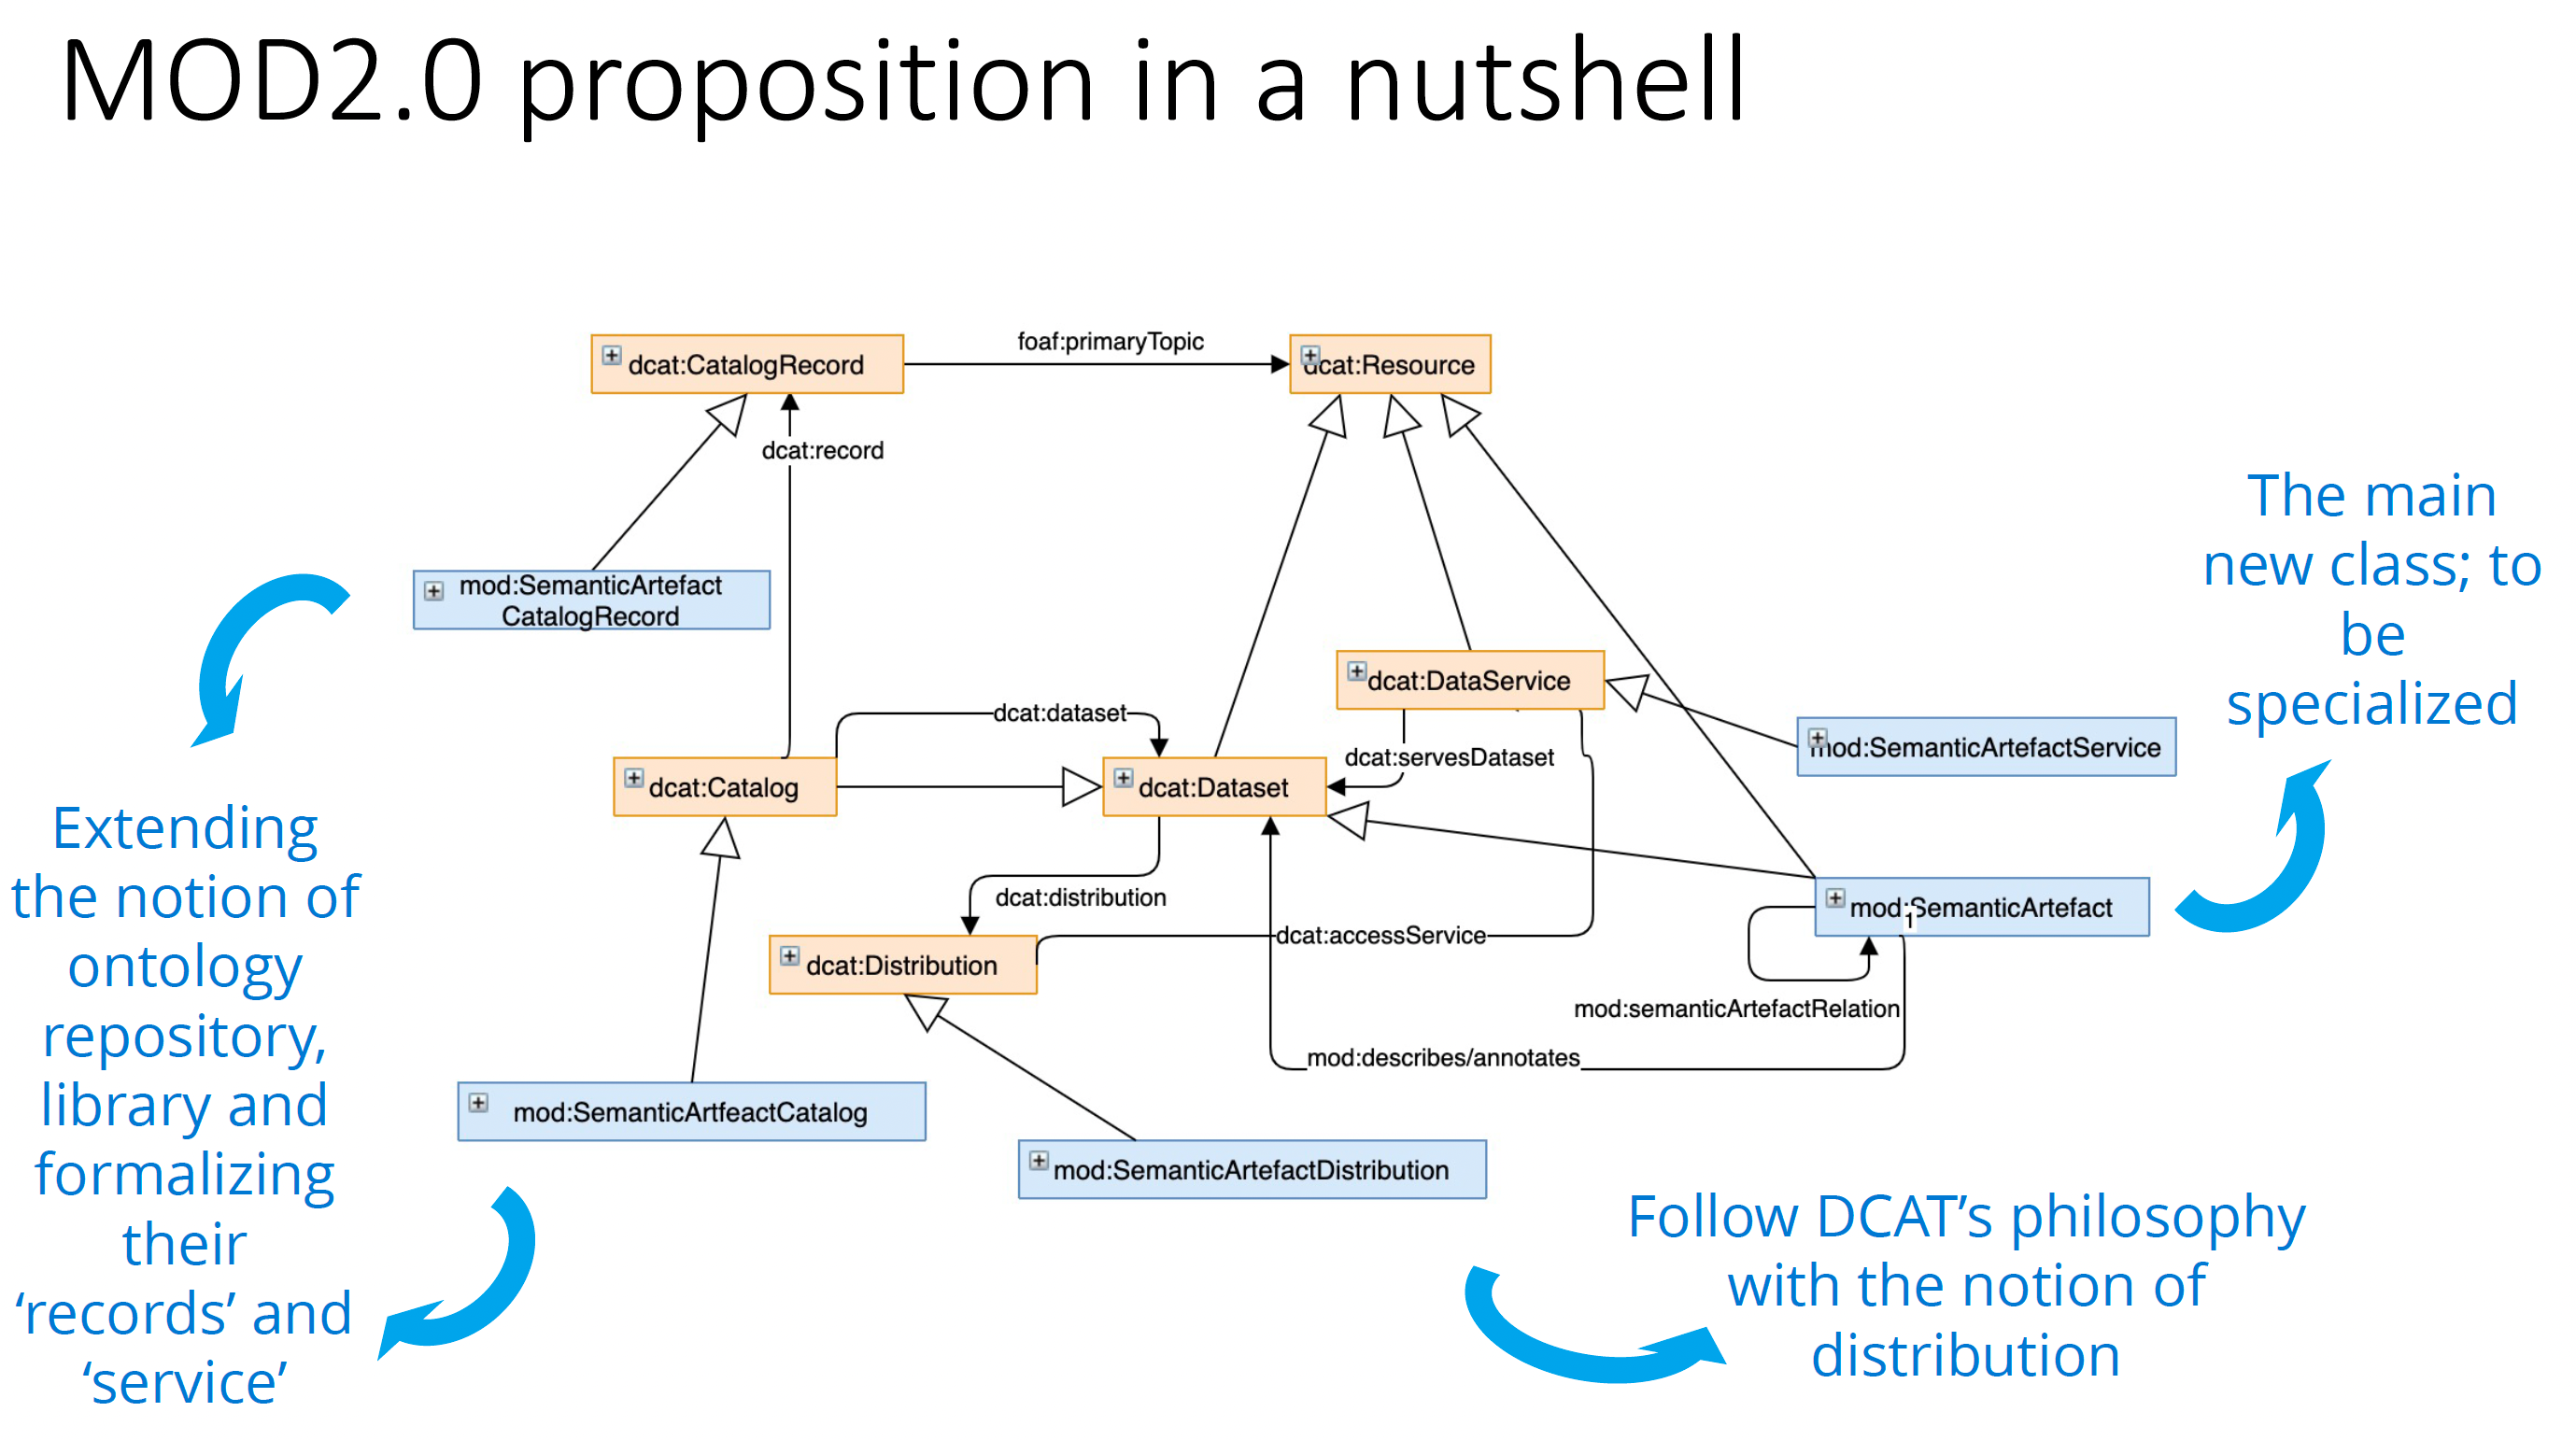 MOD2.0 proposition in a nutshell
foaf:primaryTopic
dcat:CatalogRecord
dcat:Resource
dcat:record
The main
new class; to
be
specialized
mod:SemanticArtefact
CatalogRecord
dcat:DataService
dcat:dataset
mod:SemanticArtefactService
dcat:servesDataset
dcat:Catalog
dcat:Dataset
Extending
the notion of
ontology
repository,
library and
formalizing
their
‘records’ and
‘service’
dcat:distribution
mod:SemanticArtefact
1
dcat:accessService
dcat:Distribution
mod:semanticArtefactRelation
mod:describes/annotates
mod:SemanticArtfeactCatalog
mod:SemanticArtefactDistribution
Follow DCAT’s philosophy
with the notion of
distribution